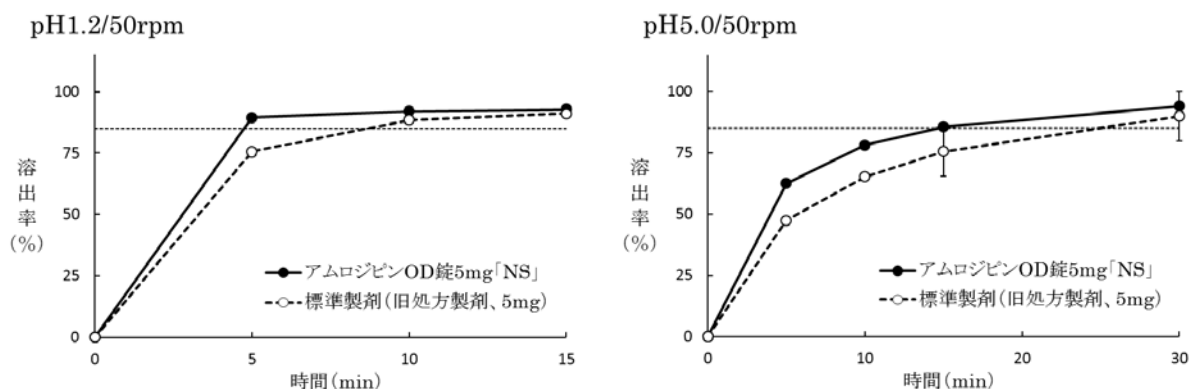 pH1.2/50rpm
100
75
50
25
0
溶出率(%)
アムロジピンOD錠5mg「NS」
標準製剤(旧処方製剤、5mg)
0 5 10 15
時間(min)
pH5.0/50rpm
100
75
50
25
0
溶出率(%)
アムロジピンOD錠5mg「NS」
標準製剤(旧処方製剤、5mg)
0 10 20 30
時間(min)